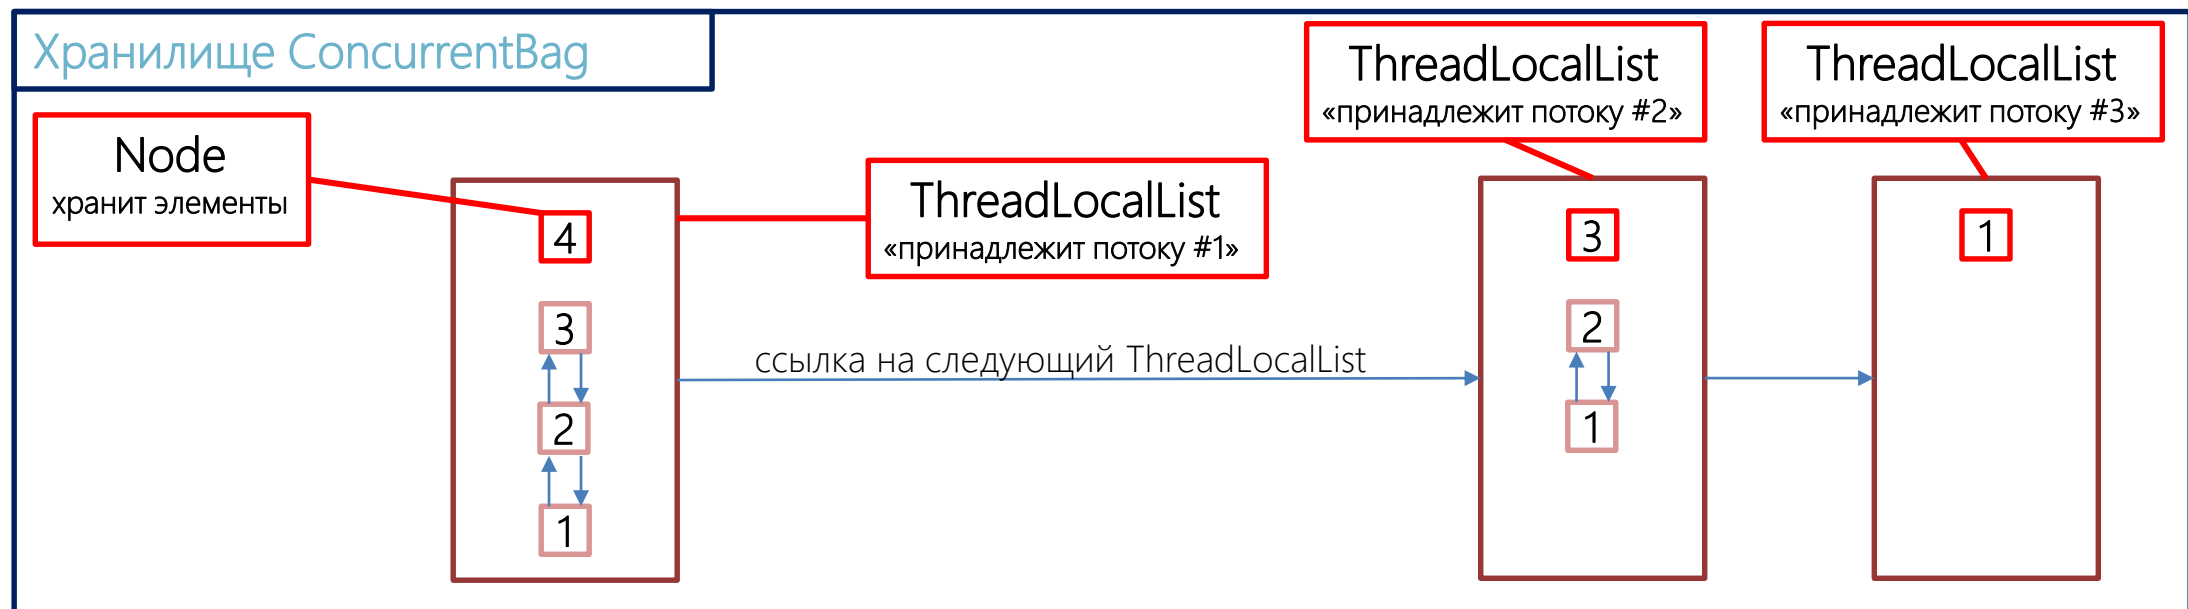 Хранилище ConcurrentBag
ThreadLocalList
«принадлежит потоку #2»
ThreadLocalList
«принадлежит потоку #3»
Node
хранит элементы
ThreadLocalList
«принадлежит потоку #1»
4
3
2
1
ссылка на следующий ThreadLocalList
3
2
1
1